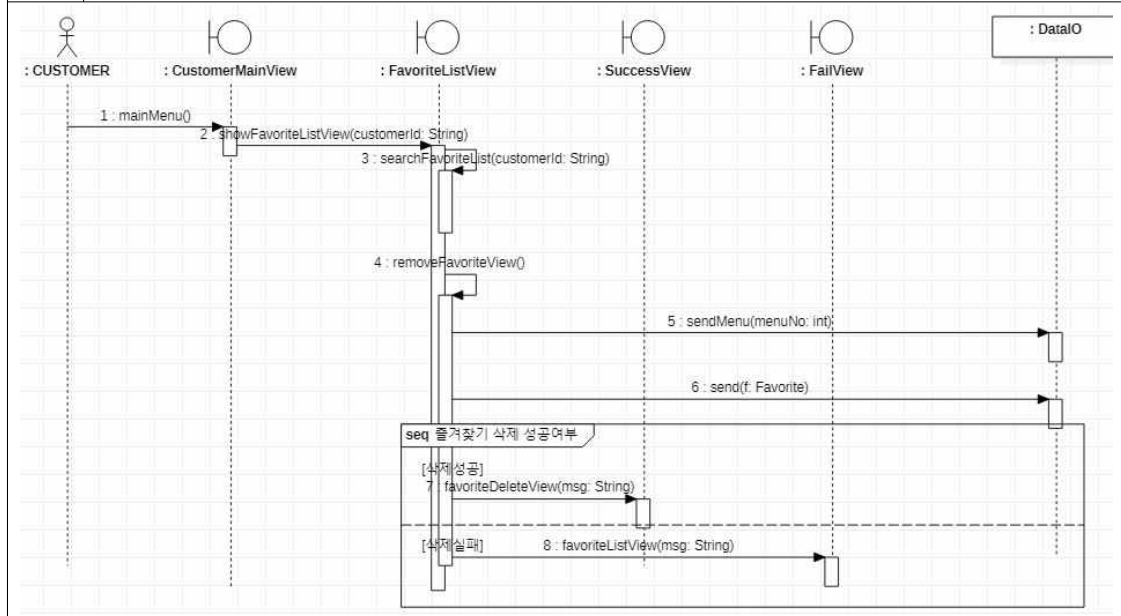 : CUSTOMER
: CustomerMainView
: FavoriteListView
: SuccessView
: FailView
: DataIO
1 : mainMenu()
2 : showFavoriteListView(customerId: String)
3 : searchFavoriteList(customerId: String)
4 : removeFavoriteView()
5 : sendMenu(menuNo: int)
6 : send(f: Favorite)
seq 즐겨찾기 삭제 성공여부
[삭제성공]
7 : favoriteDeleteView(msg: String)
[삭제실패]
8 : favoriteListView(msg: String)